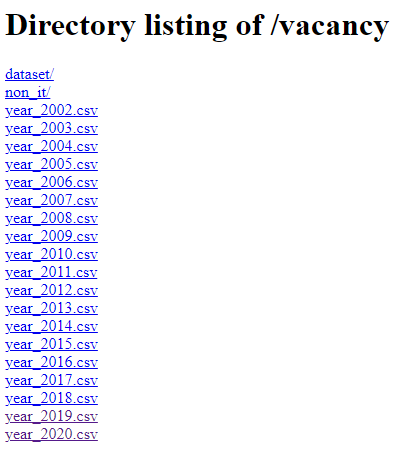 Directory listing of /vacancy
dataset/
non_it/
year_2002.csv
year_2003.csv
year_2004.csv
year_2005.csv
year_2006.csv
year_2007.csv
year_2008.csv
year_2009.csv
year_2010.csv
year_2011.csv
year_2012.csv
year_2013.csv
year_2014.csv
year_2015.csv
year_2016.csv
year_2017.csv
year_2018.csv
year_2019.csv
year_2020.csv